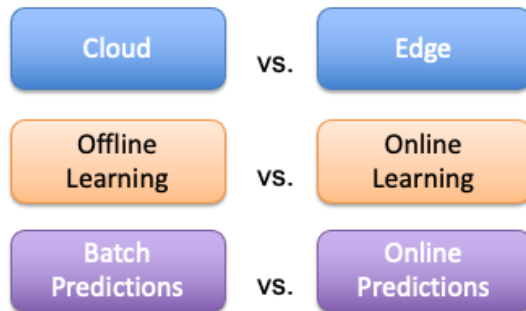 Cloud vs. Edge
Offline Learning vs. Online Learning
Batch Predictions vs. Online Predictions